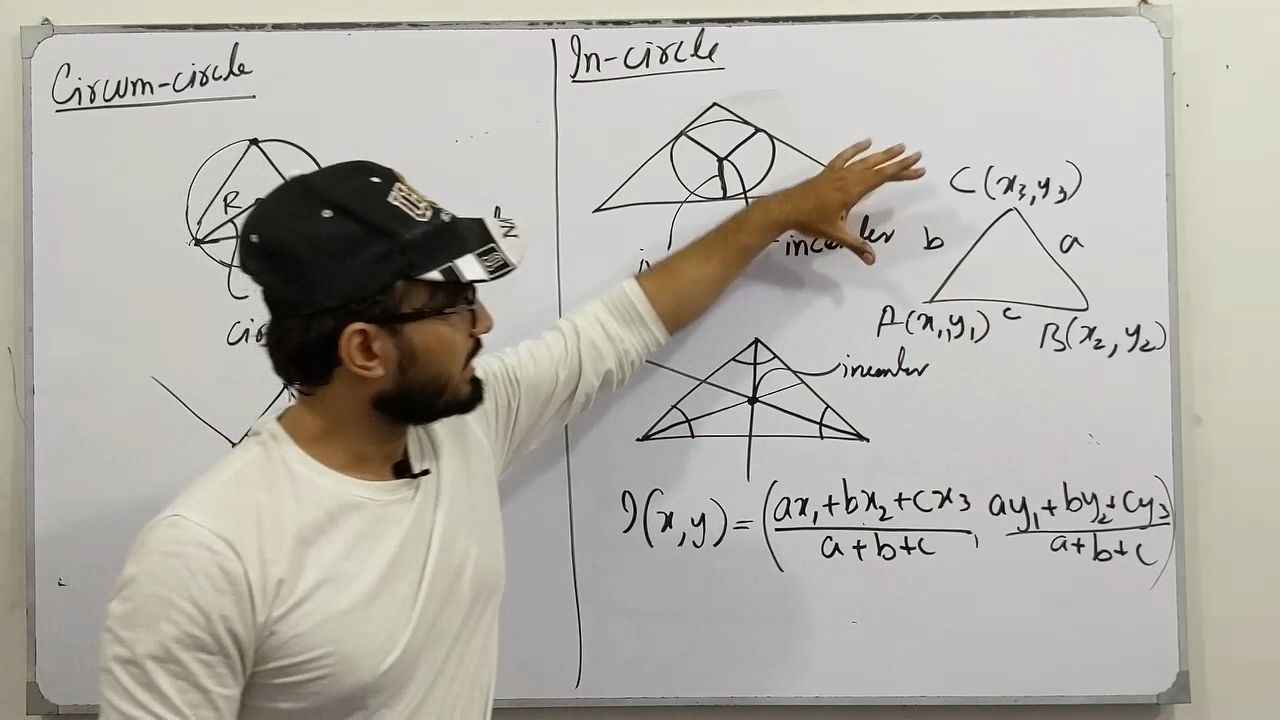 Circum-circle
R
In-circle
incenter
C(x₃,y₃)
b
a
A(x₁,y₁)
c
B(x₂,y₂)
incenter
I(x,y) = (ax₁+bx₂+cx₃ / a+b+c, ay₁+by₂+cy₃ / a+b+c)